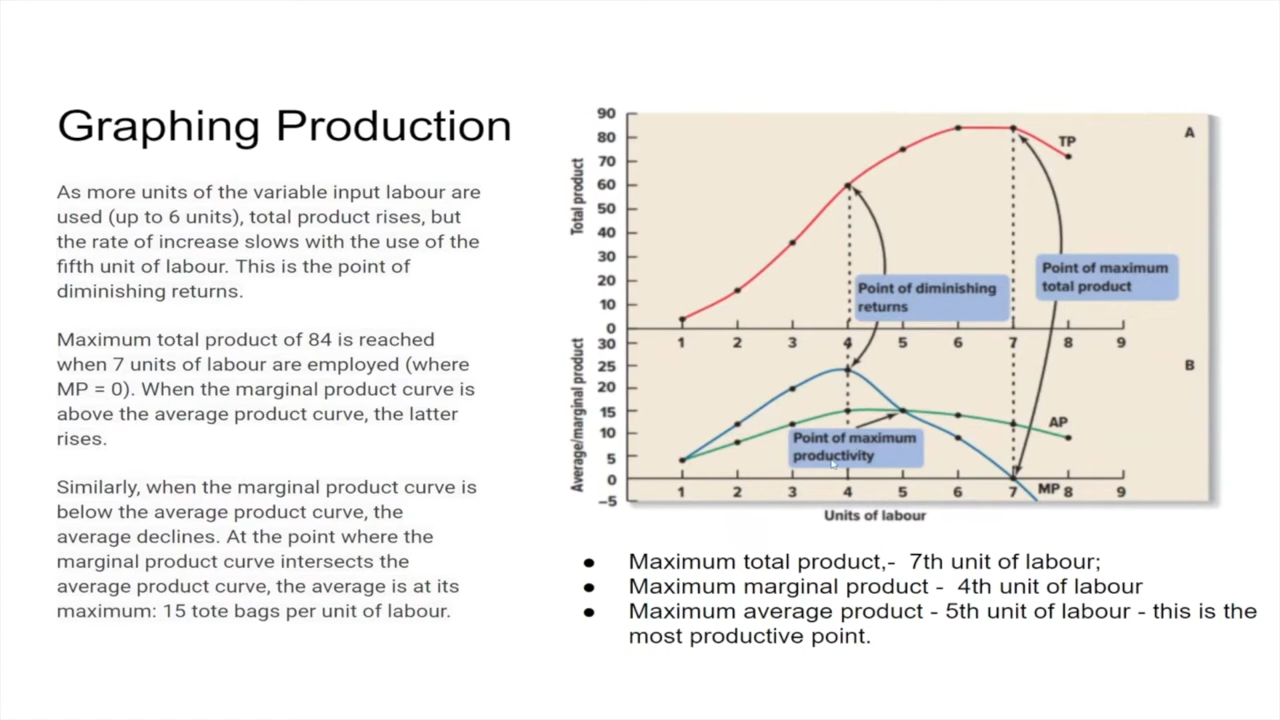 Graphing Production
As more units of the variable input labour are
used (up to 6 units), total product rises, but
the rate of increase slows with the use of the
fifth unit of labour. This is the point of
diminishing returns.
Maximum total product of 84 is reached
when 7 units of labour are employed (where
MP = 0). When the marginal product curve is
above the average product curve, the latter
rises.
Similarly, when the marginal product curve is
below the average product curve, the
average declines. At the point where the
marginal product curve intersects the
average product curve, the average is at its
maximum: 15 tote bags per unit of labour.
Total product
90
80
70
60
50
40
30
20
10
0
A
TP
Point of diminishing
returns
Point of maximum
total product
1 2 3 4 5 6 7 8 9
Average/marginal product
30
25
20
15
10
5
0
−5
B
AP
Point of maximum
productivity
MP
1 2 3 4 5 6 7 8 9
Units of labour
● Maximum total product,- 7th unit of labour;
● Maximum marginal product - 4th unit of labour
● Maximum average product - 5th unit of labour - this is the
most productive point.